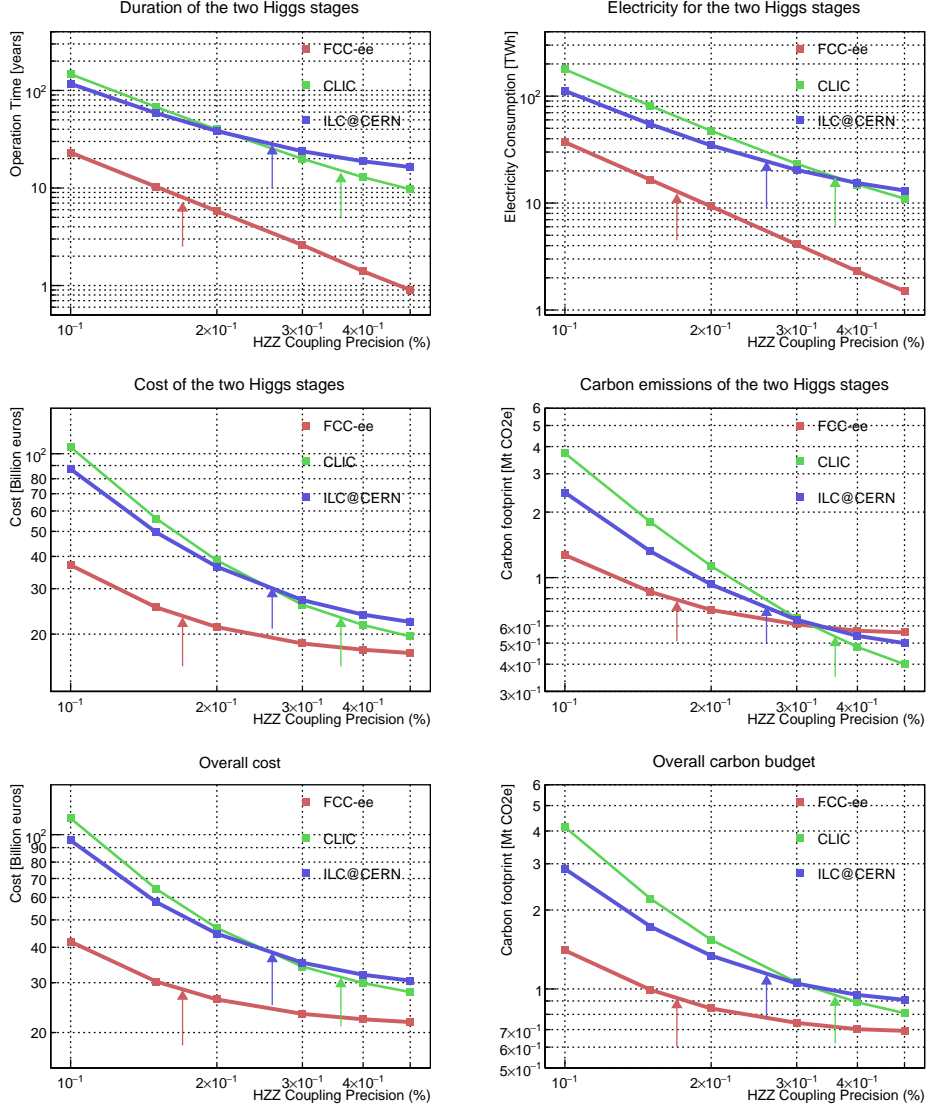 Duration of the two Higgs stages
Operation Time [years]
10²
10
1
FCC-ee
CLIC
ILC@CERN
10⁻¹
2×10⁻¹
3×10⁻¹
4×10⁻¹
HZZ Coupling Precision (%)
Electricity for the two Higgs stages
Electricity Consumption [TWh]
10²
10
1
FCC-ee
CLIC
ILC@CERN
10⁻¹
2×10⁻¹
3×10⁻¹
4×10⁻¹
HZZ Coupling Precision (%)
Cost of the two Higgs stages
Cost [Billion euros]
10²
80
70
60
50
40
30
20
FCC-ee
CLIC
ILC@CERN
10⁻¹
2×10⁻¹
3×10⁻¹
4×10⁻¹
HZZ Coupling Precision (%)
Carbon emissions of the two Higgs stages
Carbon footprint [Mt CO2e]
6
5
4
3
2
1
6×10⁻¹
5×10⁻¹
4×10⁻¹
3×10⁻¹
FCC-ee
CLIC
ILC@CERN
10⁻¹
2×10⁻¹
3×10⁻¹
4×10⁻¹
HZZ Coupling Precision (%)
Overall cost
Cost [Billion euros]
10²
80
70
60
50
40
30
20
FCC-ee
CLIC
ILC@CERN
10⁻¹
2×10⁻¹
3×10⁻¹
4×10⁻¹
HZZ Coupling Precision (%)
Overall carbon budget
Carbon footprint [Mt CO2e]
6
5
4
3
2
1
7×10⁻¹
6×10⁻¹
5×10⁻¹
FCC-ee
CLIC
ILC@CERN
10⁻¹
2×10⁻¹
3×10⁻¹
4×10⁻¹
HZZ Coupling Precision (%)